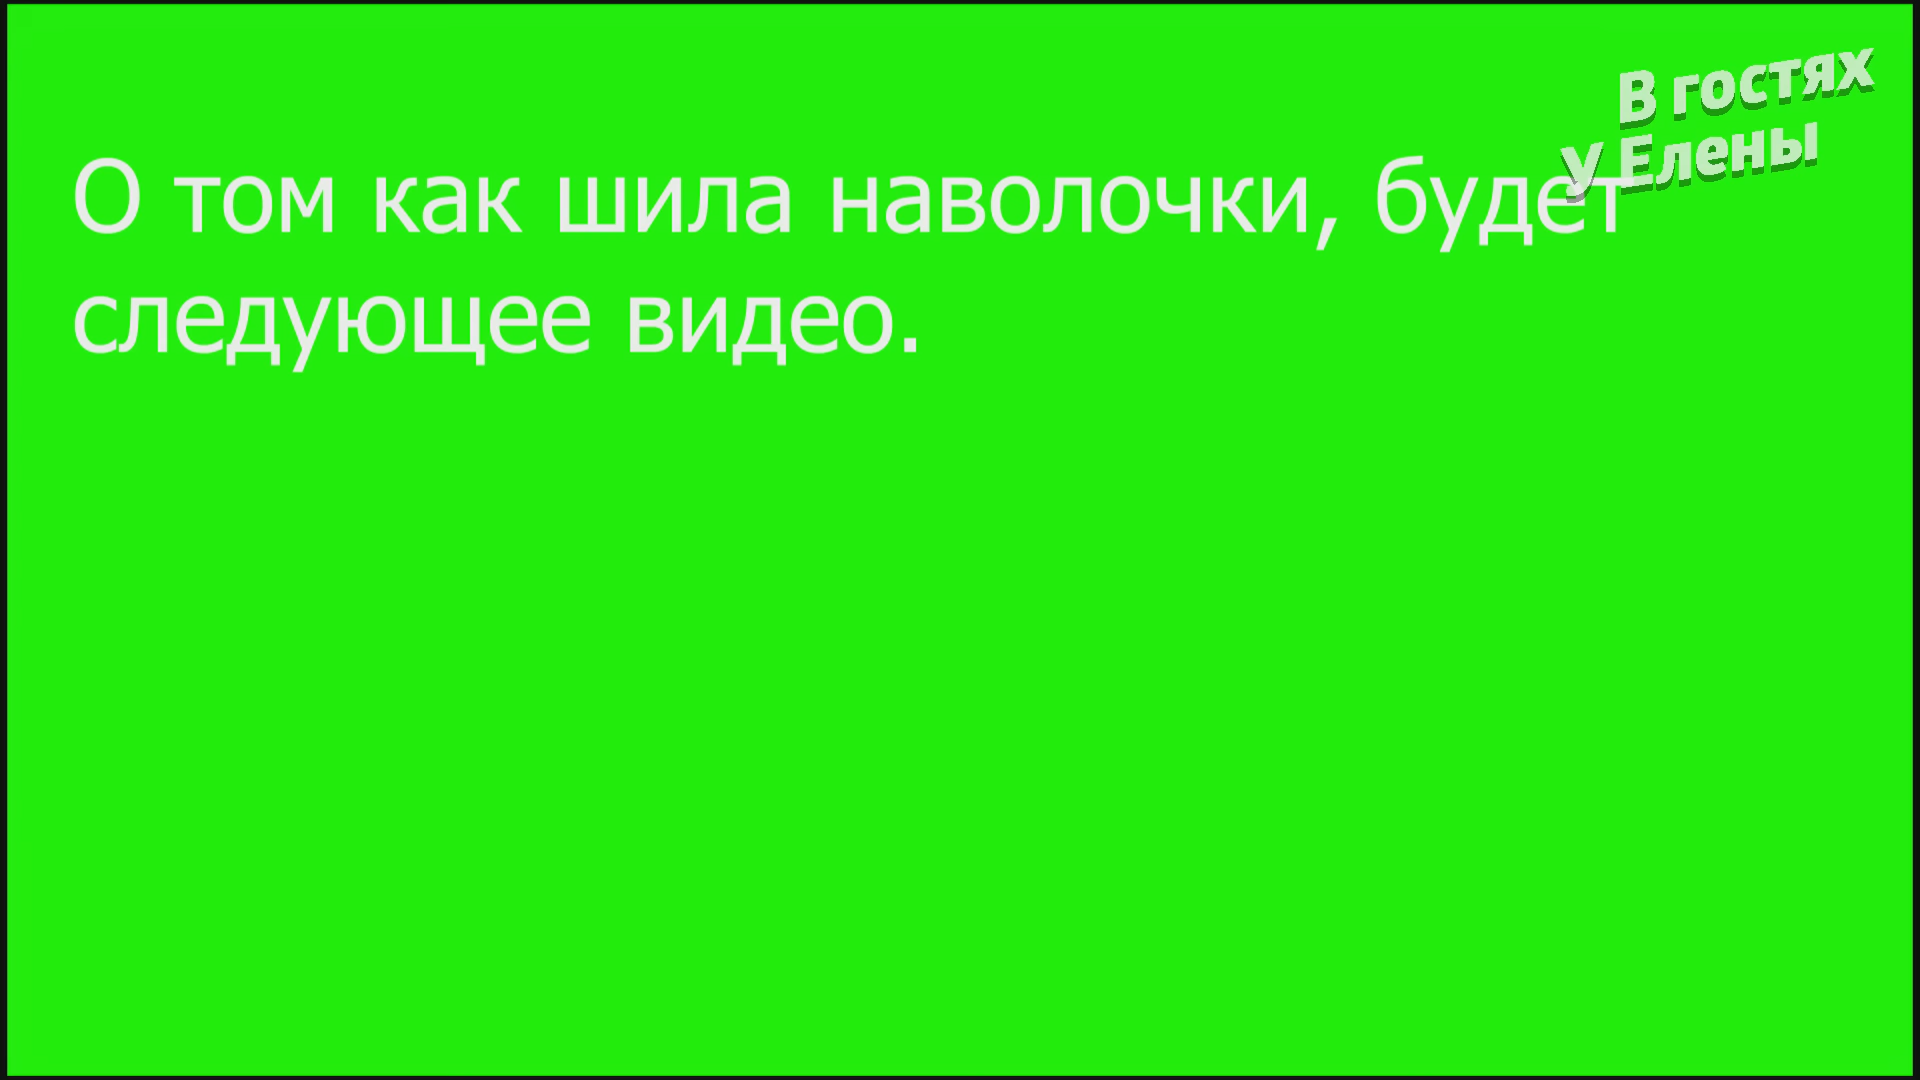 В гостях
у Елены
О том как шила наволочки, будет
следующее видео.